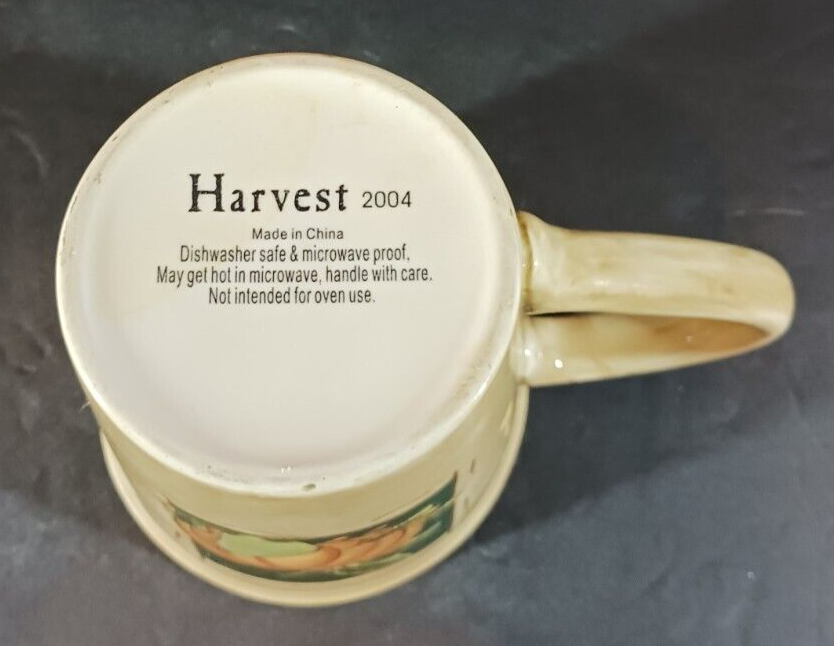 Harvest 2004
Made in China
Dishwasher safe & microwave proof,
May get hot in microwave, handle with care.
Not intended for oven use.